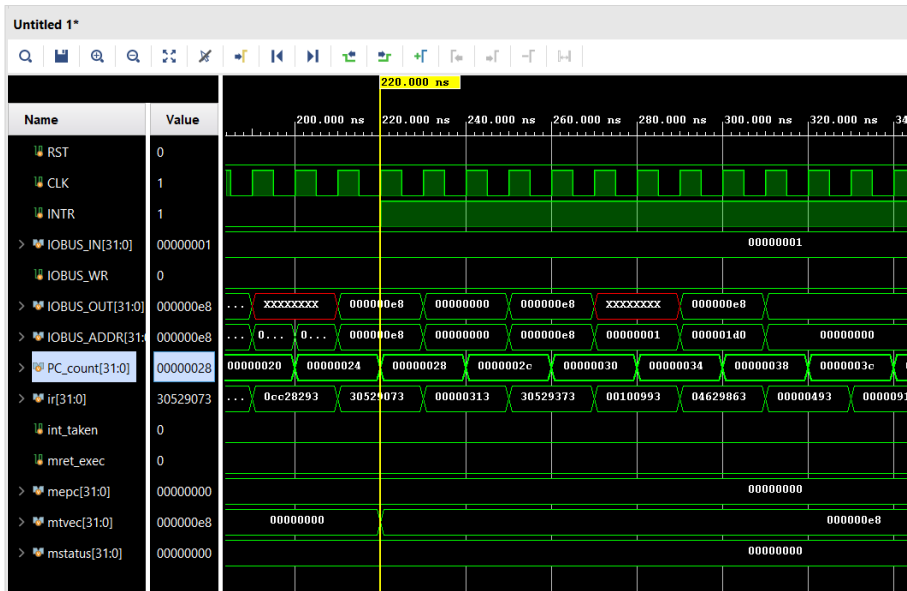 Untitled 1*
220.000 ns
Name Value
200.000 ns 220.000 ns 240.000 ns 260.000 ns 280.000 ns 300.000 ns 320.000 ns 34
RST 0
CLK 1
INTR 1
IOBUS_IN[31:0] 00000001 00000001
IOBUS_WR 0
IOBUS_OUT[31:0] 000000e8 ... XXXXXXXX 000000e8 00000000 000000e8 XXXXXXXX 000000e8
IOBUS_ADDR[31:0 000000e8 ... 0... 0... 000000e8 00000000 000000e8 00000001 000001d0 00000000
PC_count[31:0] 00000028 00000020 00000024 00000028 0000002c 00000030 00000034 00000038 0000003c
ir[31:0] 30529073 ... 0cc28293 30529073 00000313 30529373 00100993 04629863 00000493 0000091
int_taken 0
mret_exec 0
mepc[31:0] 00000000 00000000
mtvec[31:0] 000000e8 00000000 000000e8
mstatus[31:0] 00000000 00000000